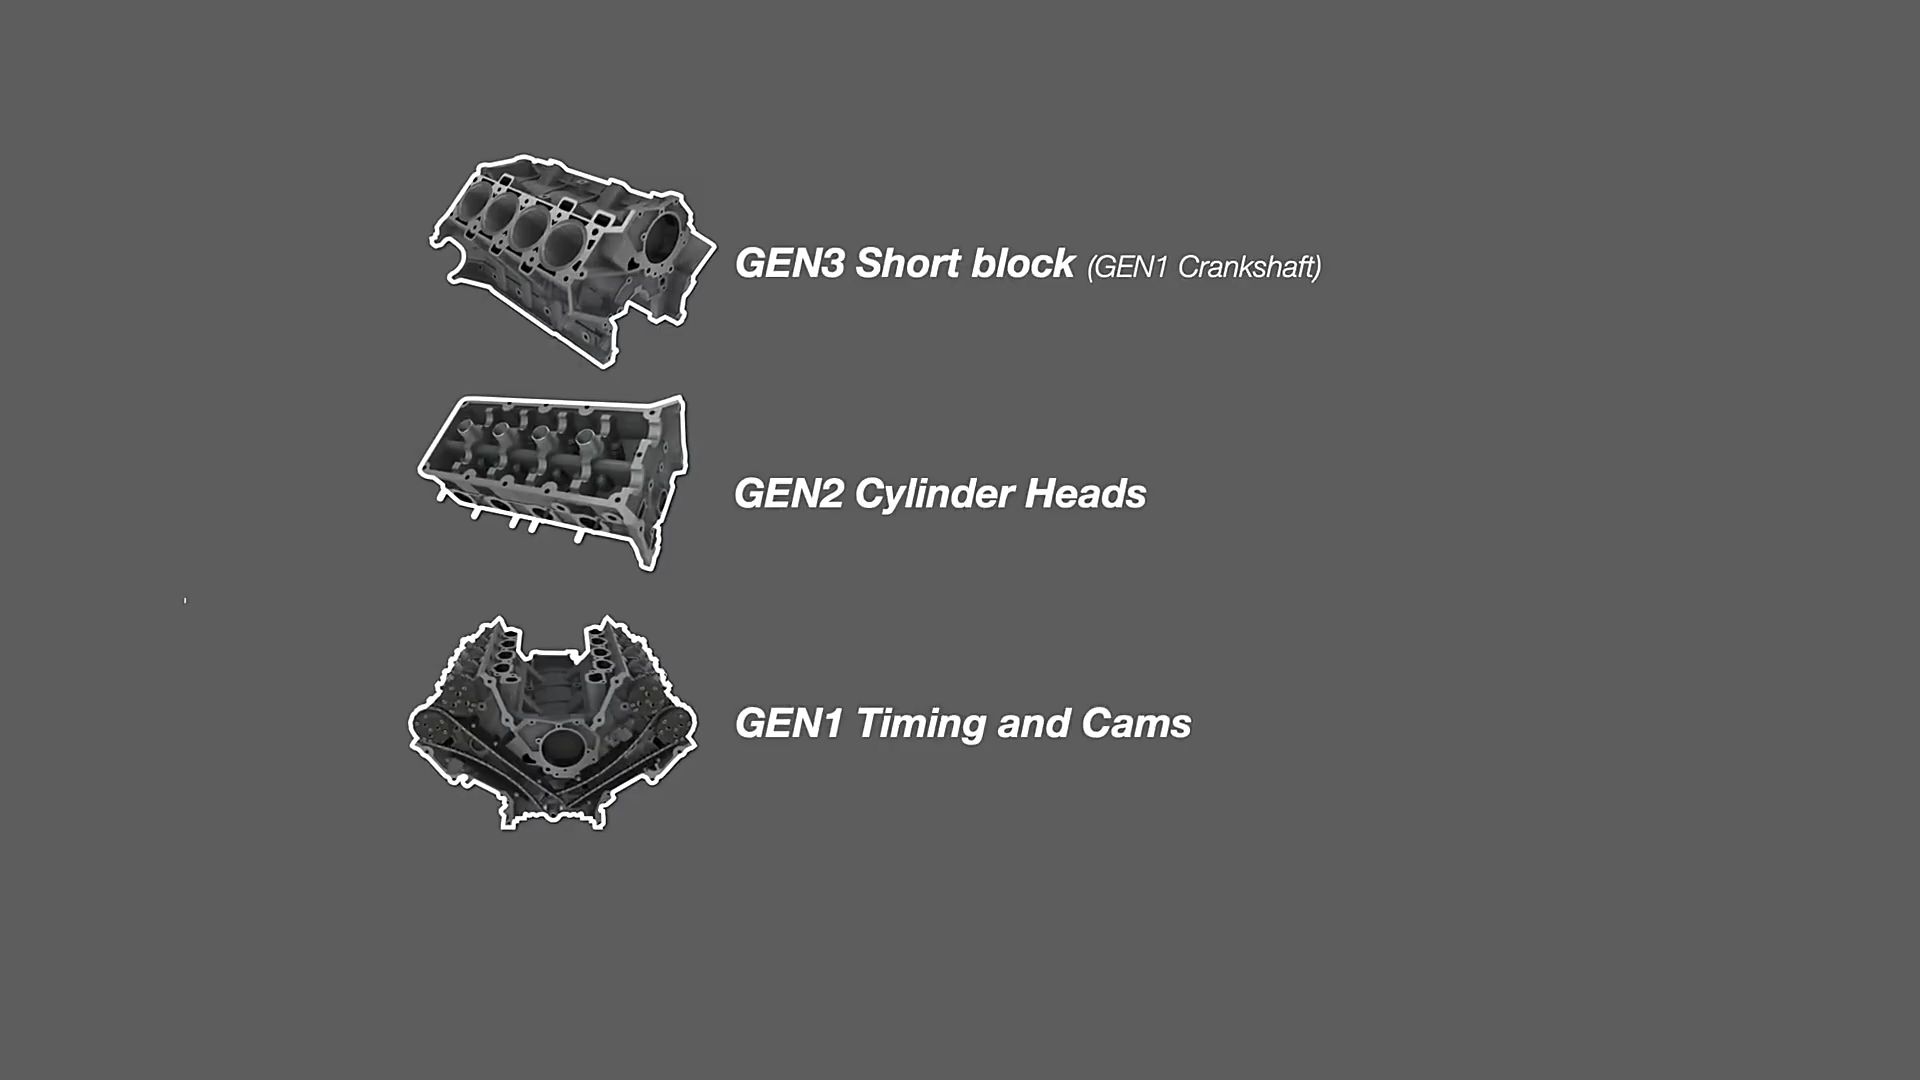 GEN3 Short block (GEN1 Crankshaft)
GEN2 Cylinder Heads
GEN1 Timing and Cams